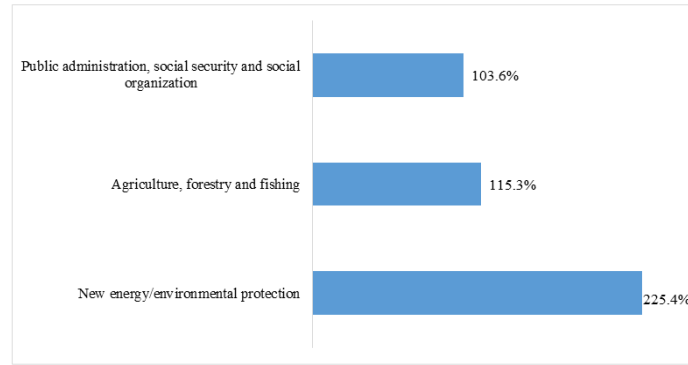 Public administration, social security and social
organization
103.6%
Agriculture, forestry and fishing
115.3%
New energy/environmental protection
225.4%